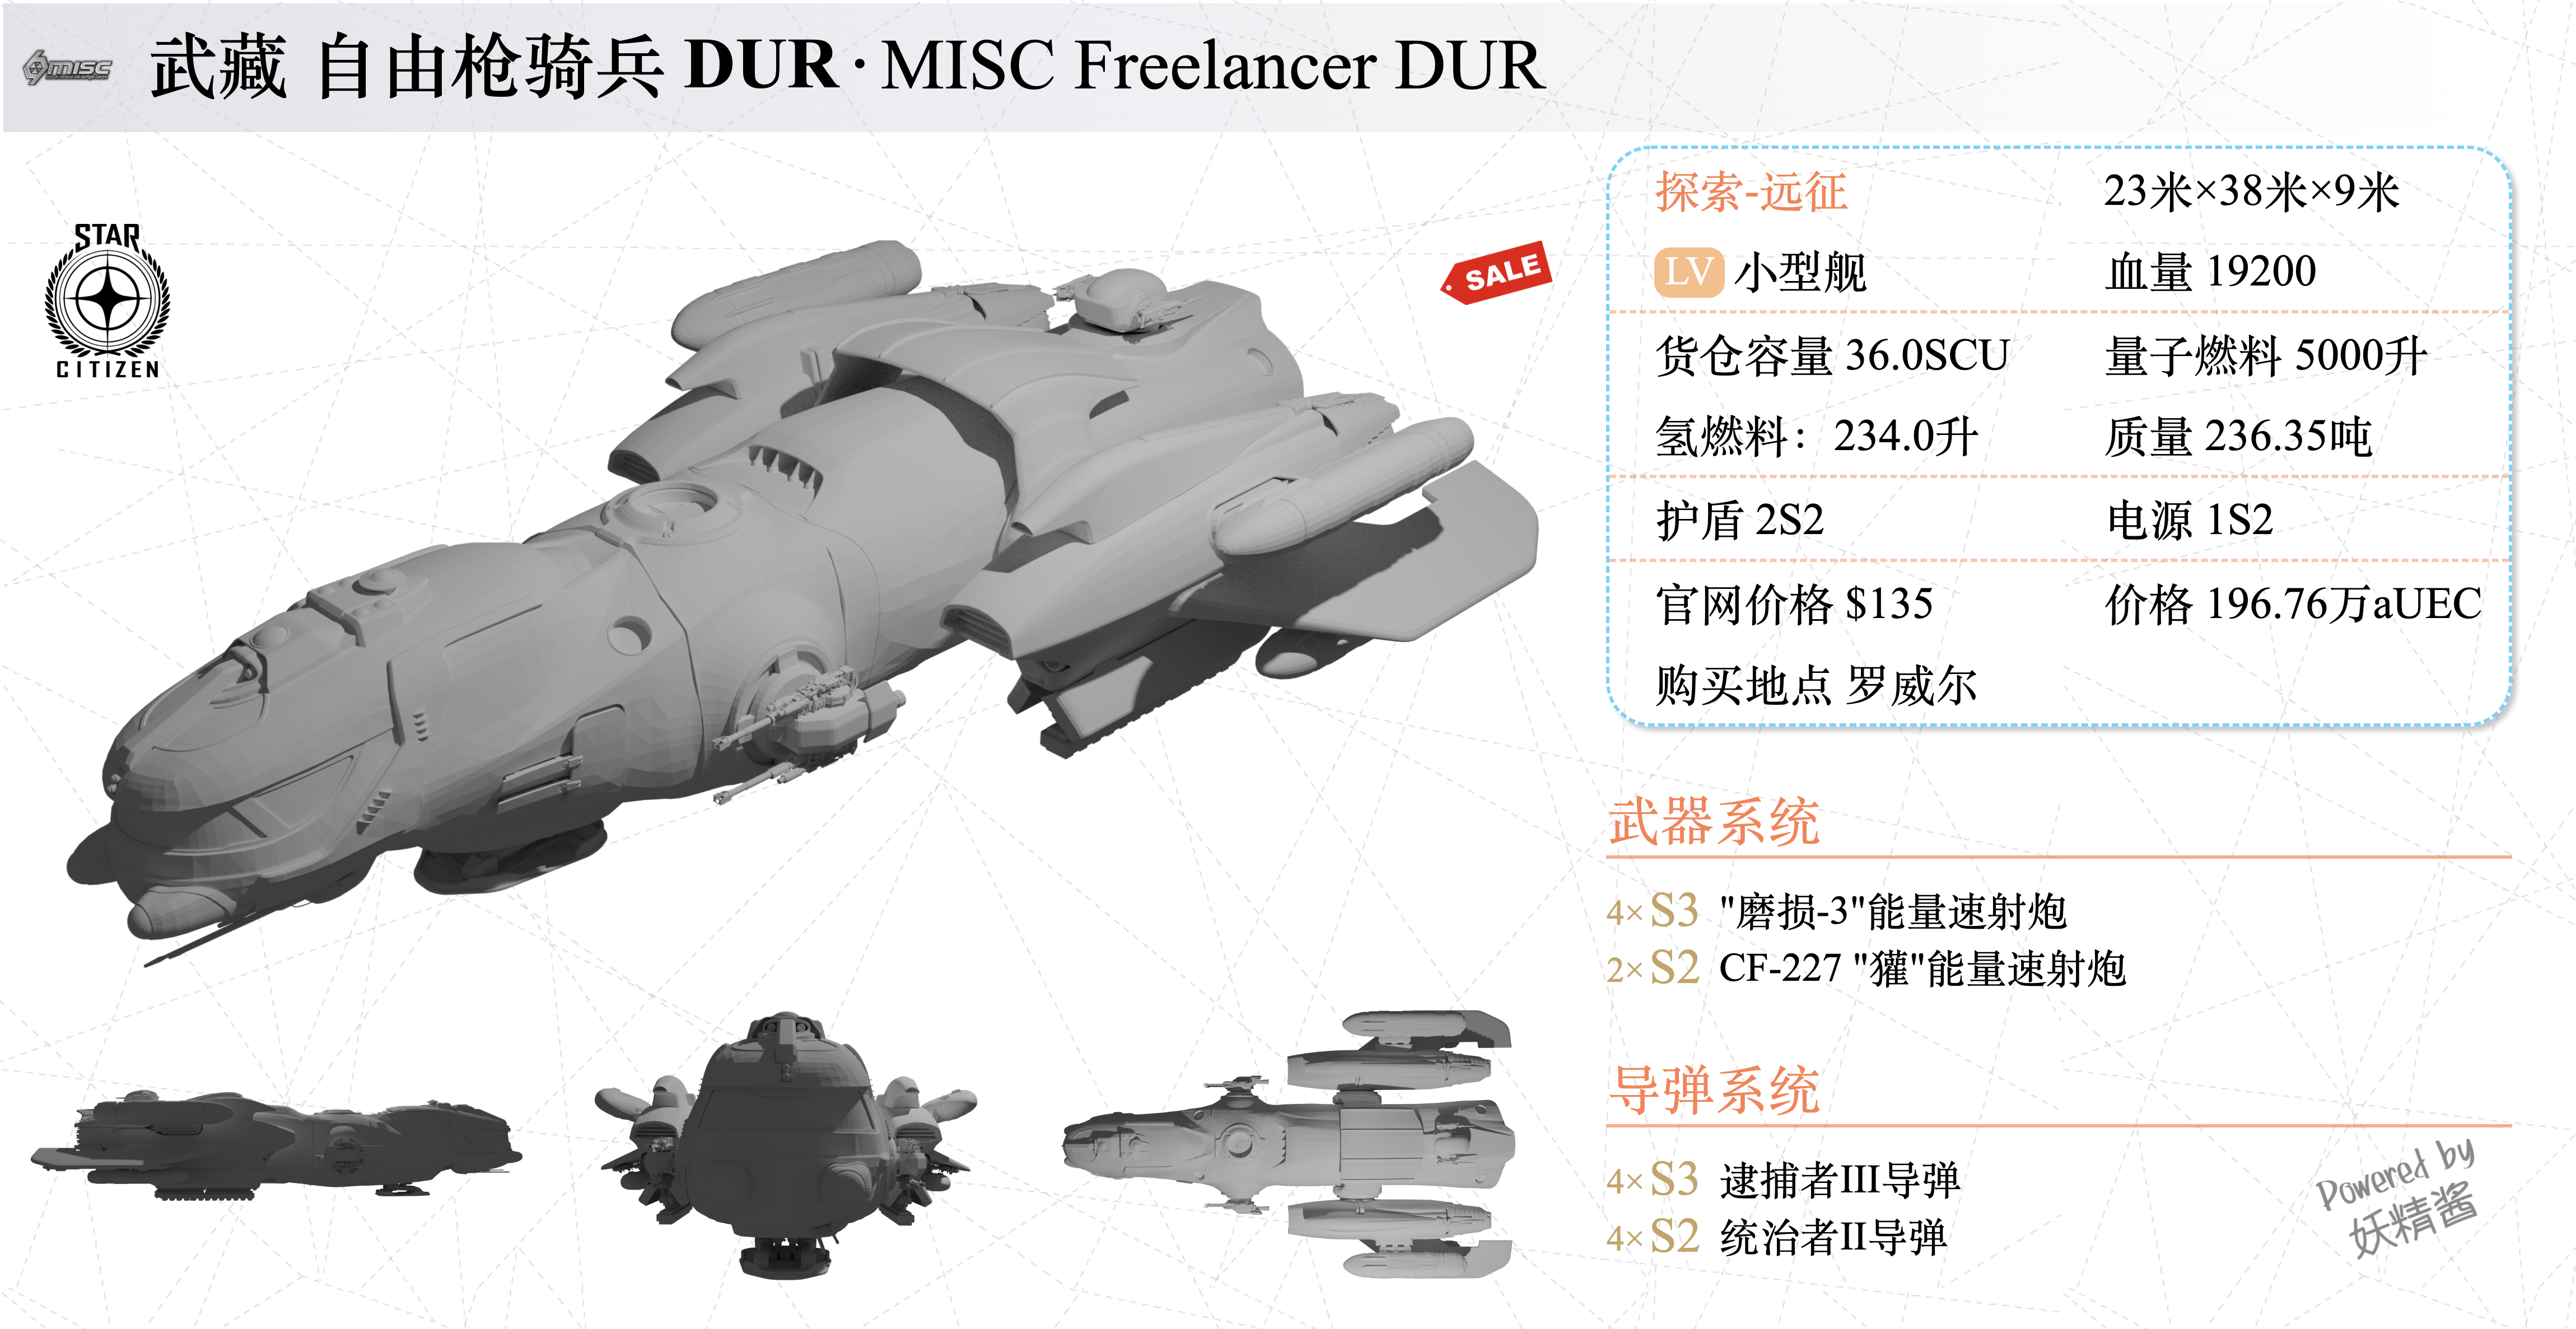 MISC 武藏 自由枪骑兵 DUR · MISC Freelancer DUR
STAR
CITIZEN
SALE
探索-远征 23米×38米×9米
LV 小型舰 血量 19200
货仓容量 36.0SCU 量子燃料 5000升
氢燃料：234.0升 质量 236.35吨
护盾 2S2 电源 1S2
官网价格 $135 价格 196.76万aUEC
购买地点 罗威尔
武器系统
4× S3 "磨损-3"能量速射炮
2× S2 CF-227 "獾"能量速射炮
导弹系统
4× S3 逮捕者III导弹
4× S2 统治者II导弹
Powered by
妖精酱